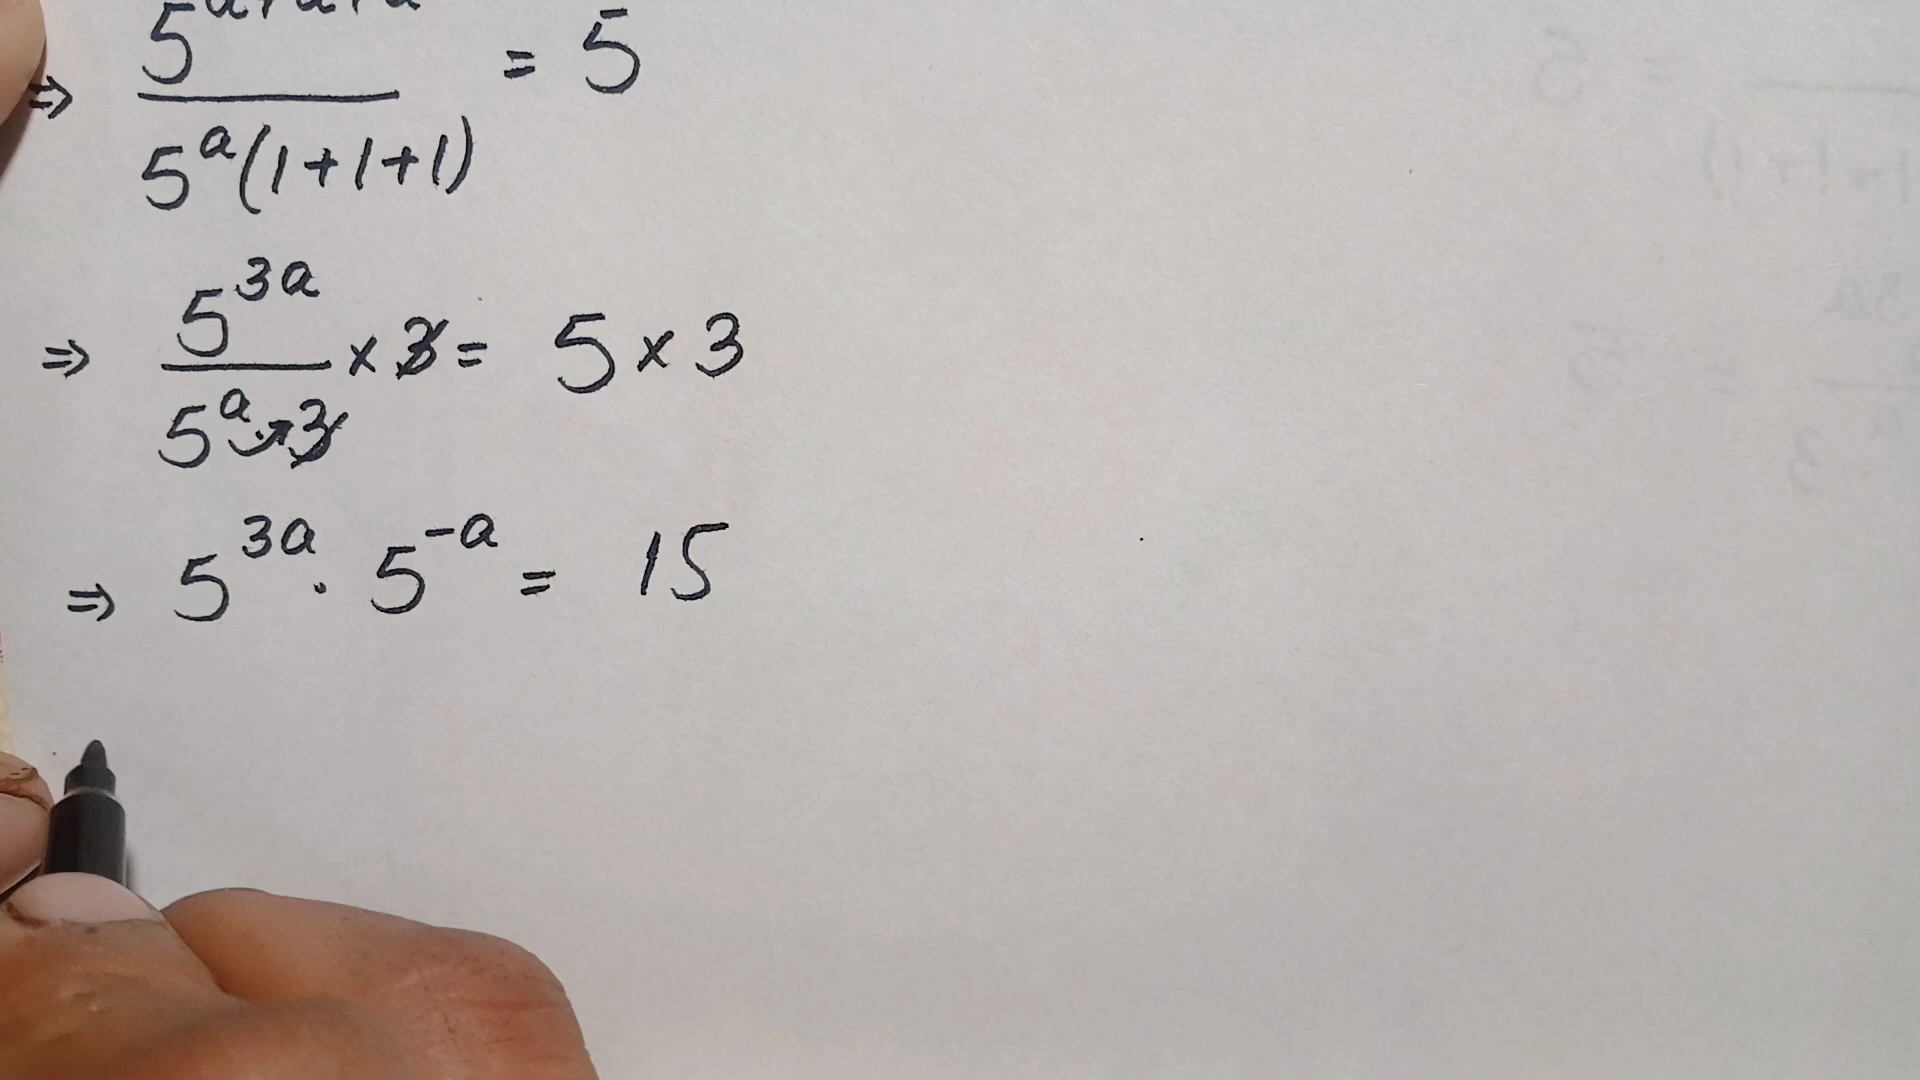 ⇒ 5^(a+a+a) / 5^a(1+1+1) = 5
⇒ 5^(3a) / 5^a · 3 × 3 = 5 × 3
⇒ 5^(3a) · 5^(-a) = 15